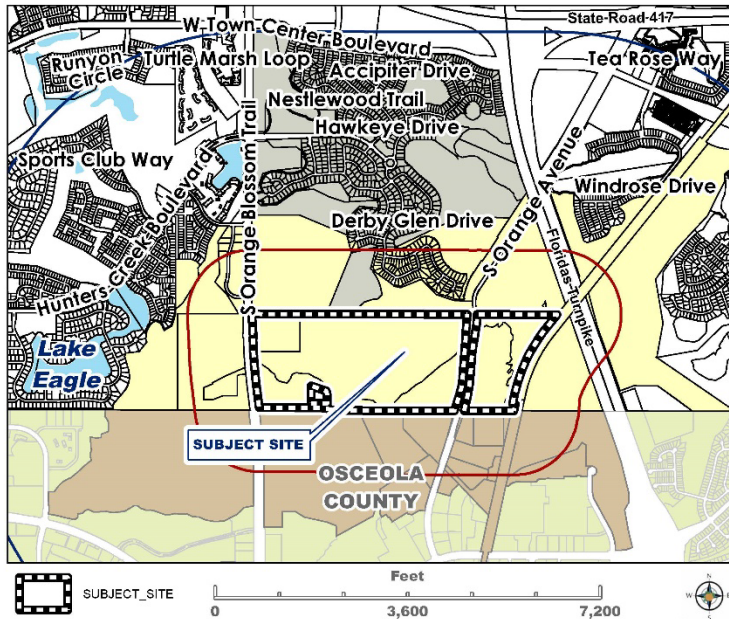 State-Road-417
W Town Center Boulevard
Runyon
Circle
Turtle Marsh Loop
Accipiter Drive
Tea Rose Way
Nestlewood Trail
Hawkeye Drive
Sports Club Way
S-Orange-Blossom Trail
S-Orange Avenue
Windrose Drive
Derby Glen Drive
Hunters-Creek-Boulevard
Floridas-Turnpike
Lake
Eagle
SUBJECT SITE
OSCEOLA
COUNTY
SUBJECT_SITE
Feet
0 3,600 7,200
N
W E
S